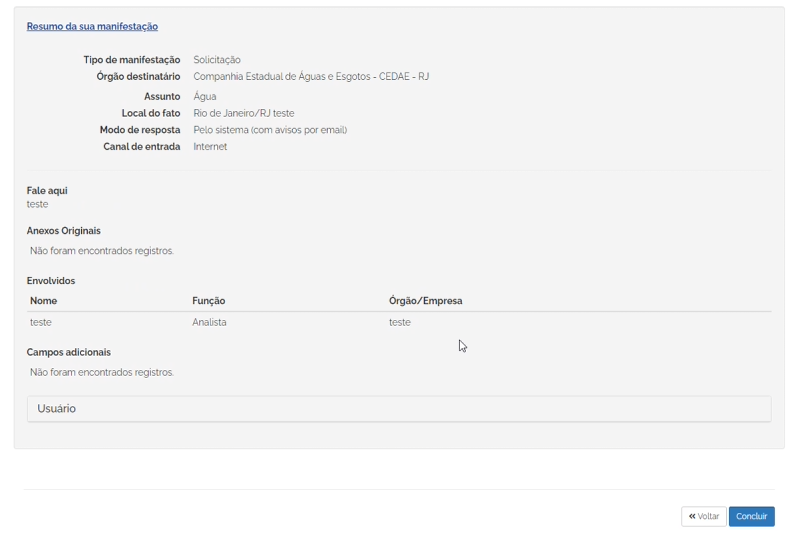 Resumo da sua manifestação
Tipo de manifestação Solicitação
Órgão destinatário Companhia Estadual de Águas e Esgotos - CEDAE - RJ
Assunto Água
Local do fato Rio de Janeiro/RJ teste
Modo de resposta Pelo sistema (com avisos por email)
Canal de entrada Internet
Fale aqui
teste
Anexos Originais
Não foram encontrados registros.
Envolvidos
Nome Função Órgão/Empresa
teste Analista teste
Campos adicionais
Não foram encontrados registros.
Usuário
« Voltar Concluir